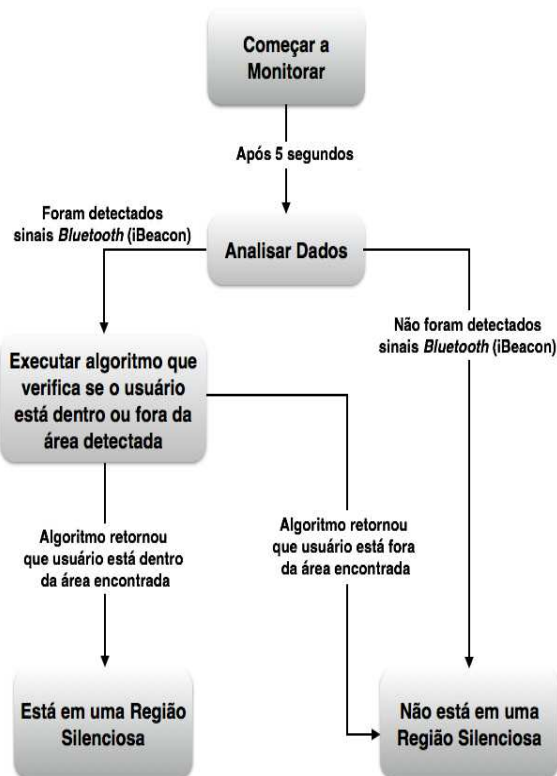 Começar a
Monitorar
Após 5 segundos
Foram detectados
sinais Bluetooth (iBeacon)
Analisar Dados
Não foram detectados
sinais Bluetooth (iBeacon)
Executar algoritmo que
verifica se o usuário
está dentro ou fora da
área detectada
Algoritmo retornou
que usuário está dentro
da área encontrada
Algoritmo retornou
que usuário está fora
da área encontrada
Está em uma Região
Silenciosa
Não está em uma
Região Silenciosa